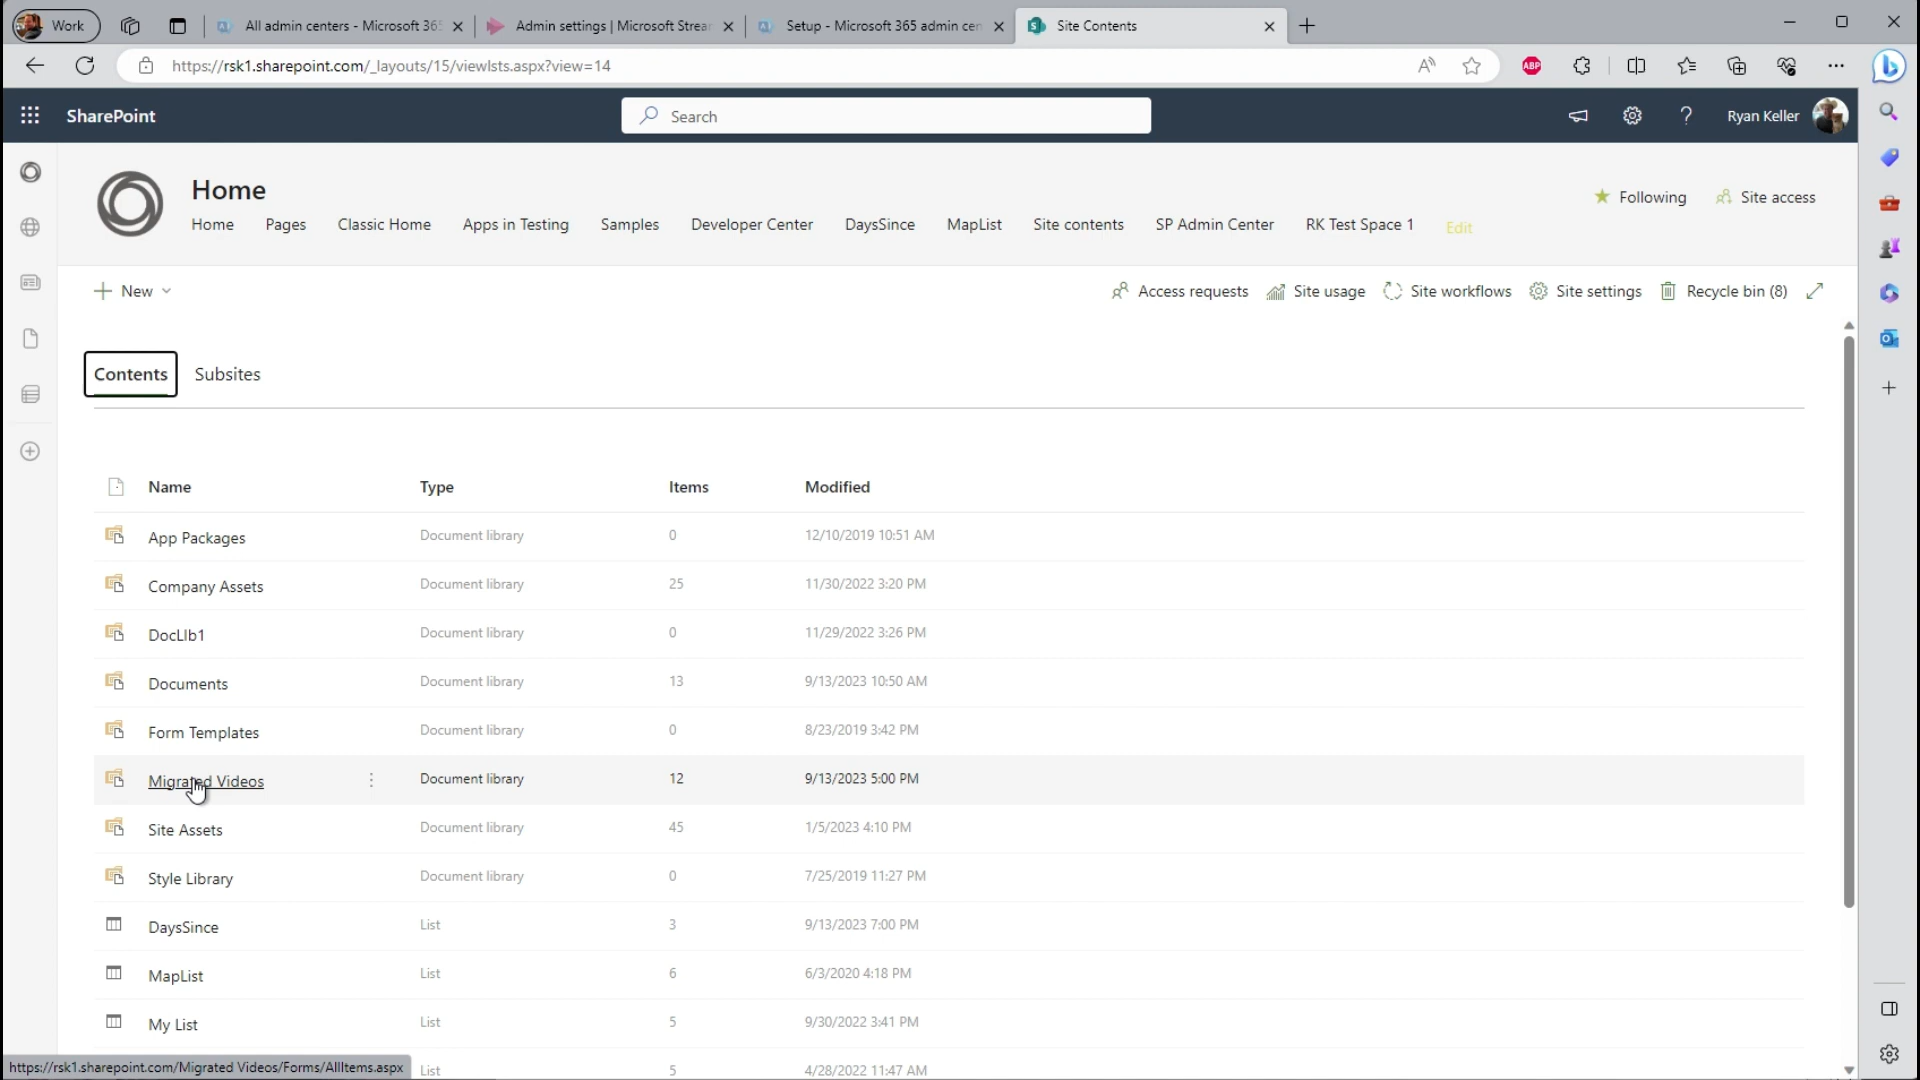 Work
All admin centers - Microsoft 365
Admin settings | Microsoft Strea
Setup - Microsoft 365 admin cen
Site Contents
https://rsk1.sharepoint.com/_layouts/15/viewlsts.aspx?view=14
ABP
SharePoint
Search
Ryan Keller
Home
Following
Site access
Home Pages Classic Home Apps in Testing Samples Developer Center DaysSince MapList Site contents SP Admin Center RK Test Space 1 Edit
New
Access requests Site usage Site workflows Site settings Recycle bin (8)
Contents Subsites
Name Type Items Modified
App Packages Document library 0 12/10/2019 10:51 AM
Company Assets Document library 25 11/30/2022 3:20 PM
DocLIb1 Document library 0 11/29/2022 3:26 PM
Documents Document library 13 9/13/2023 10:50 AM
Form Templates Document library 0 8/23/2019 3:42 PM
Migrated Videos Document library 12 9/13/2023 5:00 PM
Site Assets Document library 45 1/5/2023 4:10 PM
Style Library Document library 0 7/25/2019 11:27 PM
DaysSince List 3 9/13/2023 7:00 PM
MapList List 6 6/3/2020 4:18 PM
My List List 5 9/30/2022 3:41 PM
https://rsk1.sharepoint.com/Migrated Videos/Forms/AllItems.aspx List 5 4/28/2022 11:47 AM